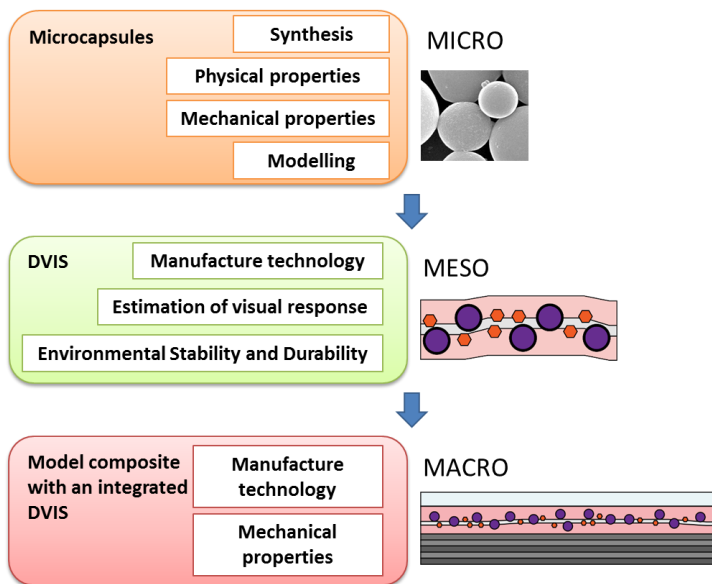 Microcapsules
Synthesis
Physical properties
Mechanical properties
Modelling
MICRO
DVIS
Manufacture technology
Estimation of visual response
Environmental Stability and Durability
MESO
Model composite
with an integrated
DVIS
Manufacture
technology
Mechanical
properties
MACRO